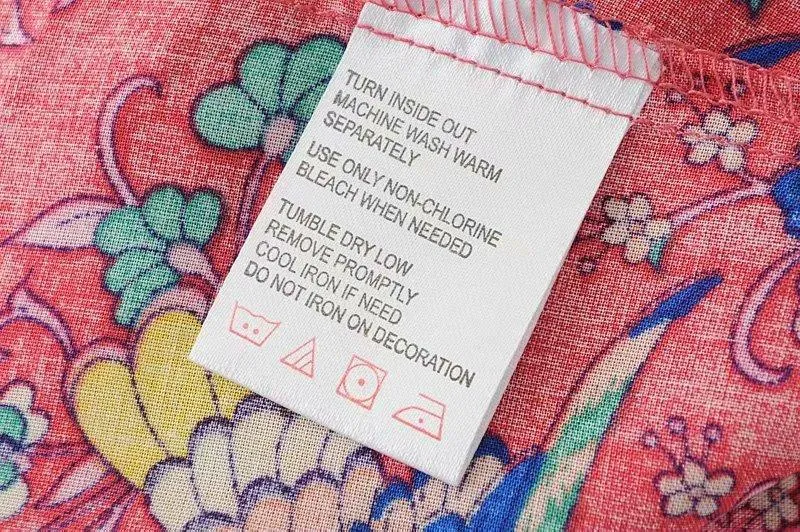 TURN INSIDE OUT
MACHINE WASH WARM
SEPARATELY
USE ONLY NON-CHLORINE
BLEACH WHEN NEEDED
TUMBLE DRY LOW
REMOVE PROMPTLY
COOL IRON IF NEED
DO NOT IRON ON DECORATION